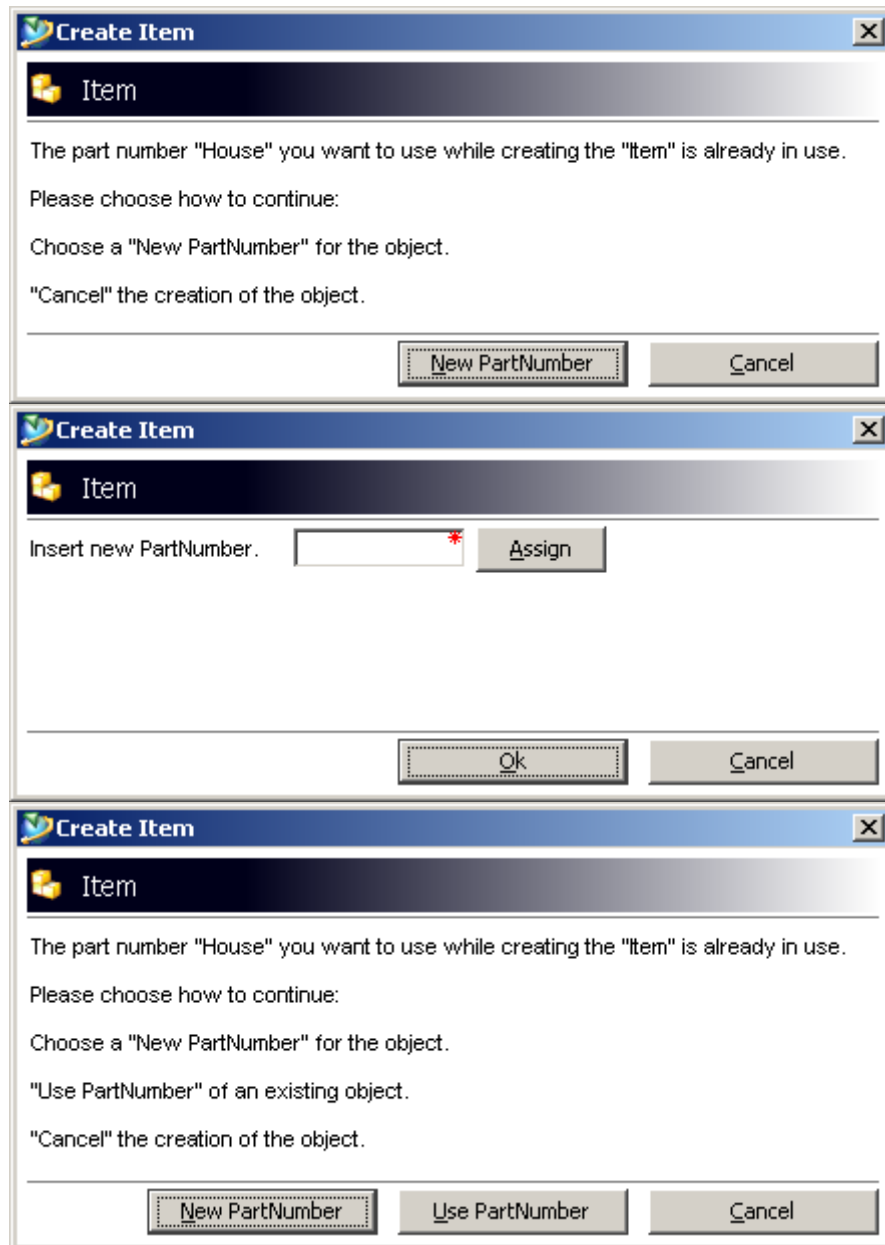 Create Item
Item
The part number "House" you want to use while creating the "Item" is already in use.
Please choose how to continue:
Choose a "New PartNumber" for the object.
"Cancel" the creation of the object.
New PartNumber Cancel
Create Item
Item
Insert new PartNumber. * Assign
Ok Cancel
Create Item
Item
The part number "House" you want to use while creating the "Item" is already in use.
Please choose how to continue:
Choose a "New PartNumber" for the object.
"Use PartNumber" of an existing object.
"Cancel" the creation of the object.
New PartNumber Use PartNumber Cancel